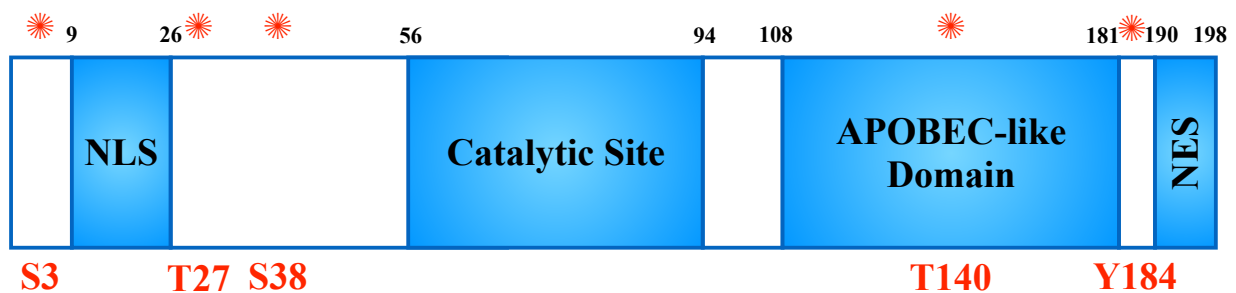 9 26 56 94 108 181 190 198
NLS
Catalytic Site
APOBEC-like
Domain
NES
S3 T27 S38 T140 Y184